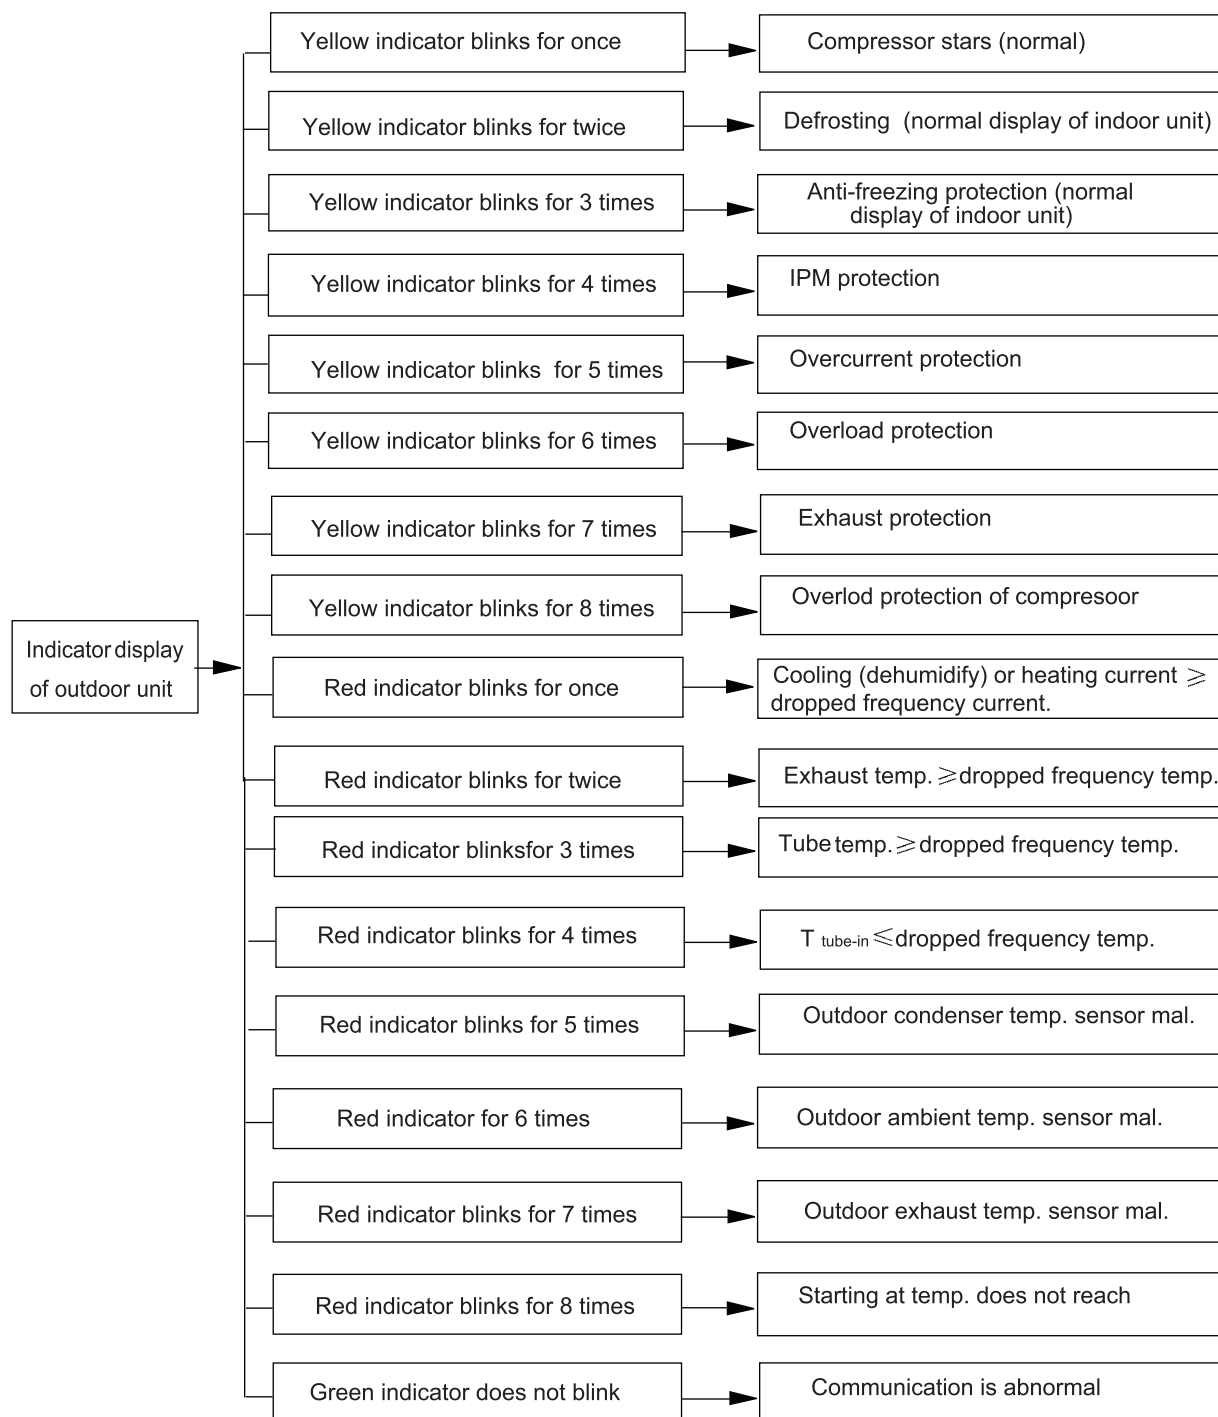 Yellow indicator blinks for once
Compressor stars (normal)
Yellow indicator blinks for twice
Defrosting (normal display of indoor unit)
Yellow indicator blinks for 3 times
Anti-freezing protection (normal
display of indoor unit)
Yellow indicator blinks for 4 times
IPM protection
Yellow indicator blinks for 5 times
Overcurrent protection
Yellow indicator blinks for 6 times
Overload protection
Yellow indicator blinks for 7 times
Exhaust protection
Yellow indicator blinks for 8 times
Overlod protection of compresoor
Indicator display
of outdoor unit
Red indicator blinks for once
Cooling (dehumidify) or heating current ⩾
dropped frequency current.
Red indicator blinks for twice
Exhaust temp. ⩾dropped frequency temp.
Red indicator blinksfor 3 times
Tube temp. ⩾dropped frequency temp.
Red indicator blinks for 4 times
T tube-in ⩽dropped frequency temp.
Red indicator blinks for 5 times
Outdoor condenser temp. sensor mal.
Red indicator for 6 times
Outdoor ambient temp. sensor mal.
Red indicator blinks for 7 times
Outdoor exhaust temp. sensor mal.
Red indicator blinks for 8 times
Starting at temp. does not reach
Green indicator does not blink
Communication is abnormal